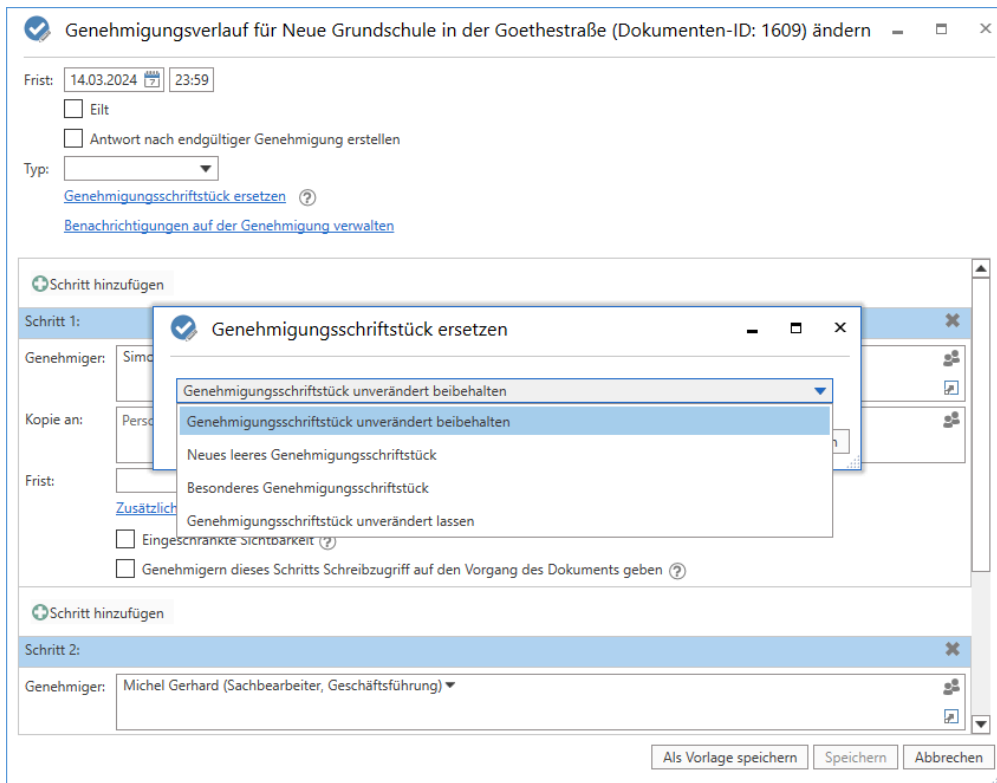 Genehmigungsverlauf für Neue Grundschule in der Goethestraße (Dokumenten-ID: 1609) ändern
Frist: 14.03.2024 7 23:59
Eilt
Antwort nach endgültiger Genehmigung erstellen
Typ:
Genehmigungsschriftstück ersetzen ?
Benachrichtigungen auf der Genehmigung verwalten
Schritt hinzufügen
Schritt 1:
Genehmiger:
Kopie an:
Frist:
Genehmigungsschriftstück ersetzen
Genehmigungsschriftstück unverändert beibehalten
Genehmigungsschriftstück unverändert beibehalten
Neues leeres Genehmigungsschriftstück
Besonderes Genehmigungsschriftstück
Genehmigungsschriftstück unverändert lassen
Eingeschränkte Sichtbarkeit ?
Genehmigern dieses Schritts Schreibzugriff auf den Vorgang des Dokuments geben ?
Schritt hinzufügen
Schritt 2:
Genehmiger: Michel Gerhard (Sachbearbeiter, Geschäftsführung)
Als Vorlage speichern Speichern Abbrechen